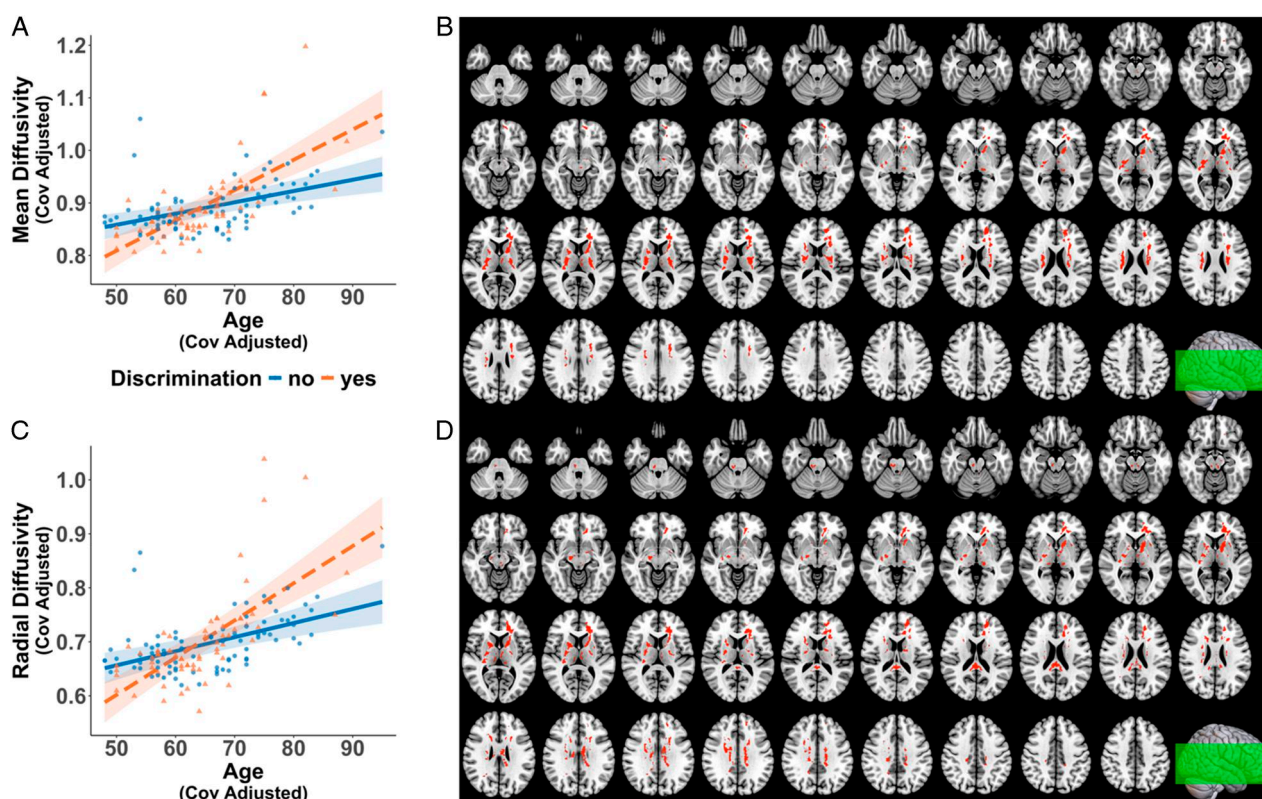 A
1.2
1.1
1.0
0.9
0.8
Mean Diffusivity
(Cov Adjusted)
50 60 70 80 90
Age
(Cov Adjusted)
Discrimination no yes
B
C
1.0
0.9
0.8
0.7
0.6
Radial Diffusivity
(Cov Adjusted)
50 60 70 80 90
Age
(Cov Adjusted)
D